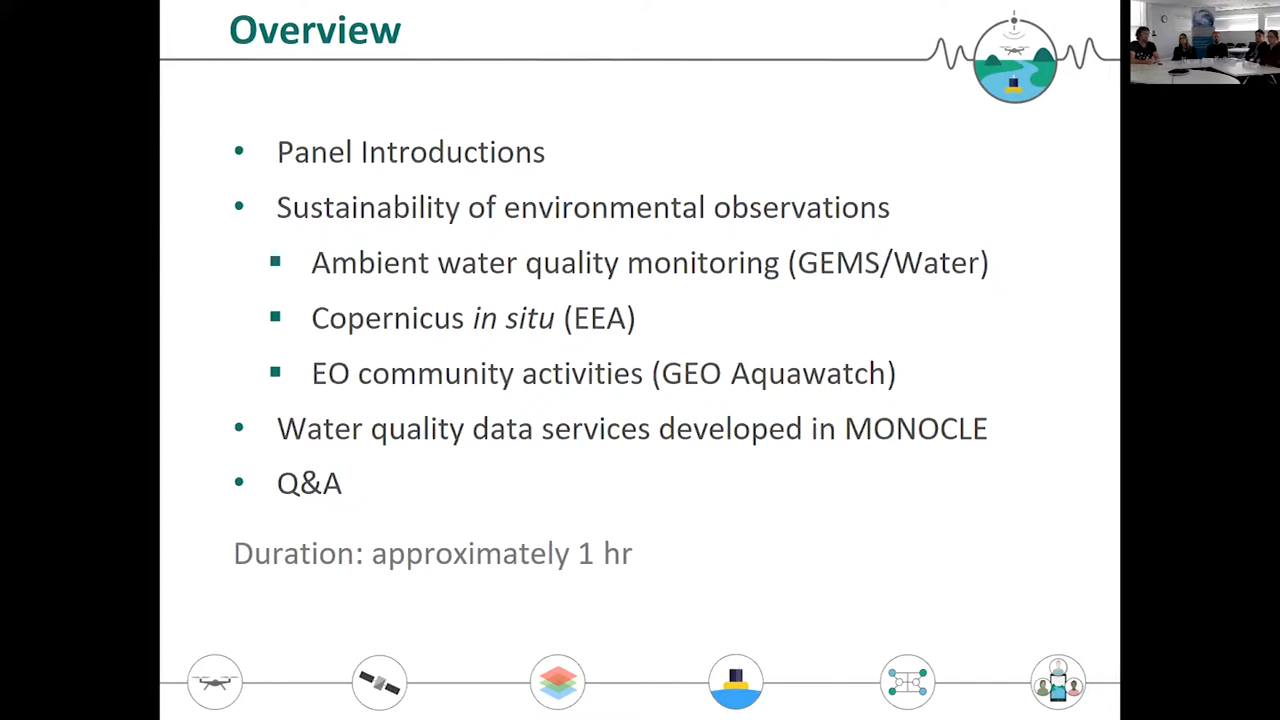 Overview
• Panel Introductions
• Sustainability of environmental observations
▪ Ambient water quality monitoring (GEMS/Water)
▪ Copernicus in situ (EEA)
▪ EO community activities (GEO Aquawatch)
• Water quality data services developed in MONOCLE
• Q&A
Duration: approximately 1 hr